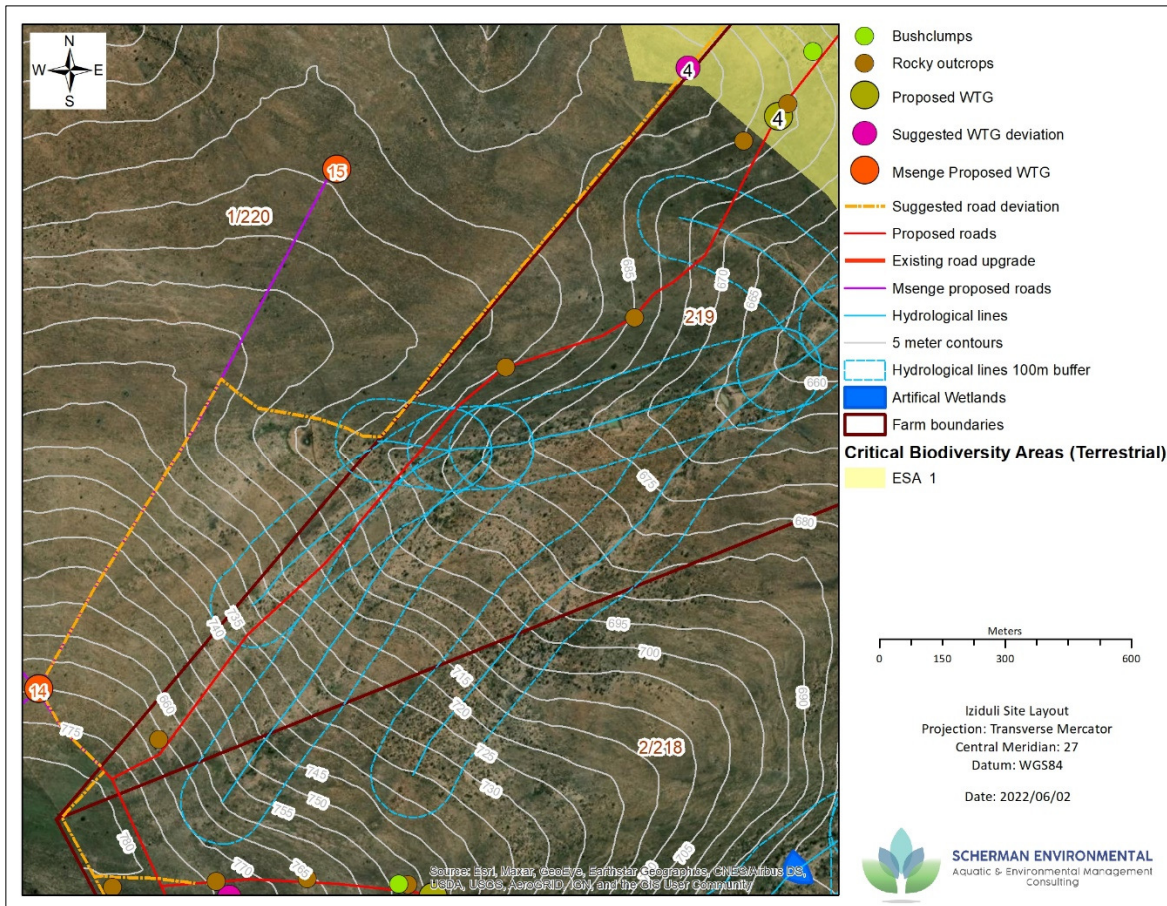 N
W E
S
4
4
15
1/220
685
670
665
219
660
675
680
740
735
695
700
14
660
775
715
720
690
725
2/218
730
745
750
755
780
770
765
705
Source: Esri, Maxar, GeoEye, Earthstar Geographics, CNES/Airbus DS,
USDA, USGS, AeroGRID, IGN, and the GIS User Community
Bushclumps
Rocky outcrops
Proposed WTG
Suggested WTG deviation
Msenge Proposed WTG
Suggested road deviation
Proposed roads
Existing road upgrade
Msenge proposed roads
Hydrological lines
5 meter contours
Hydrological lines 100m buffer
Artifical Wetlands
Farm boundaries
Critical Biodiversity Areas (Terrestrial)
ESA 1
Meters
0 150 300 600
Iziduli Site Layout
Projection: Transverse Mercator
Central Meridian: 27
Datum: WGS84
Date: 2022/06/02
SCHERMAN ENVIRONMENTAL
Aquatic & Environmental Management
Consulting